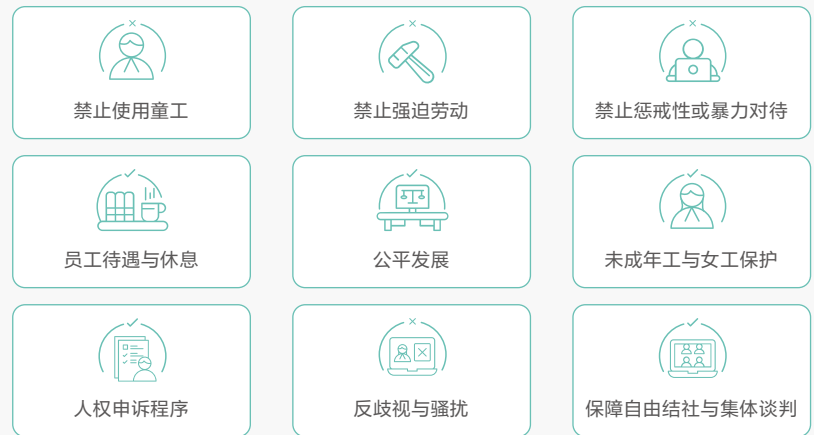 禁止使用童工
禁止强迫劳动
禁止惩戒性或暴力对待
员工待遇与休息
公平发展
未成年工与女工保护
人权申诉程序
反歧视与骚扰
保障自由结社与集体谈判